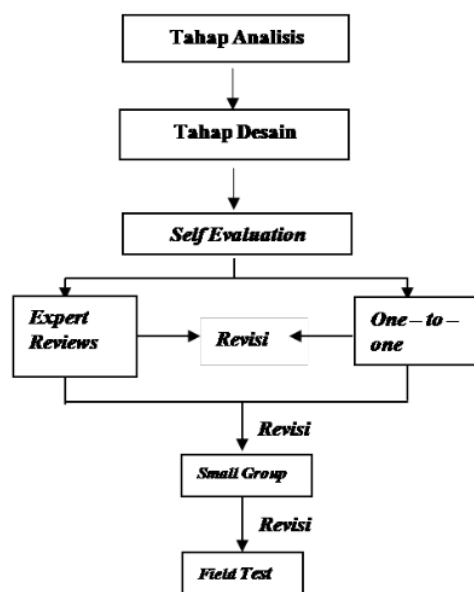 Tahap Analisis
Tahap Desain
Self Evaluation
Expert
Reviews
Revisi
One – to –
one
Revisi
Small Group
Revisi
Field Test